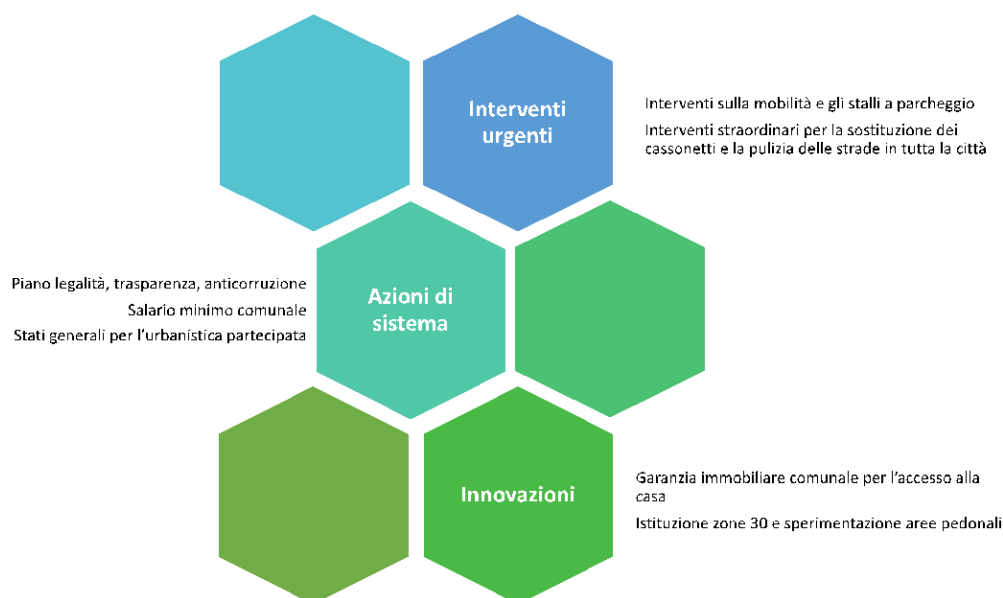 Interventi
urgenti
Interventi sulla mobilità e gli stalli a parcheggio
Interventi straordinari per la sostituzione dei
cassonetti e la pulizia delle strade in tutta la città
Piano legalità, trasparenza, anticorruzione
Salario minimo comunale
Stati generali per l'urbanistica partecipata
Azioni di
sistema
Innovazioni
Garanzia immobiliare comunale per l'accesso alla
casa
Istituzione zone 30 e sperimentazione aree pedonali